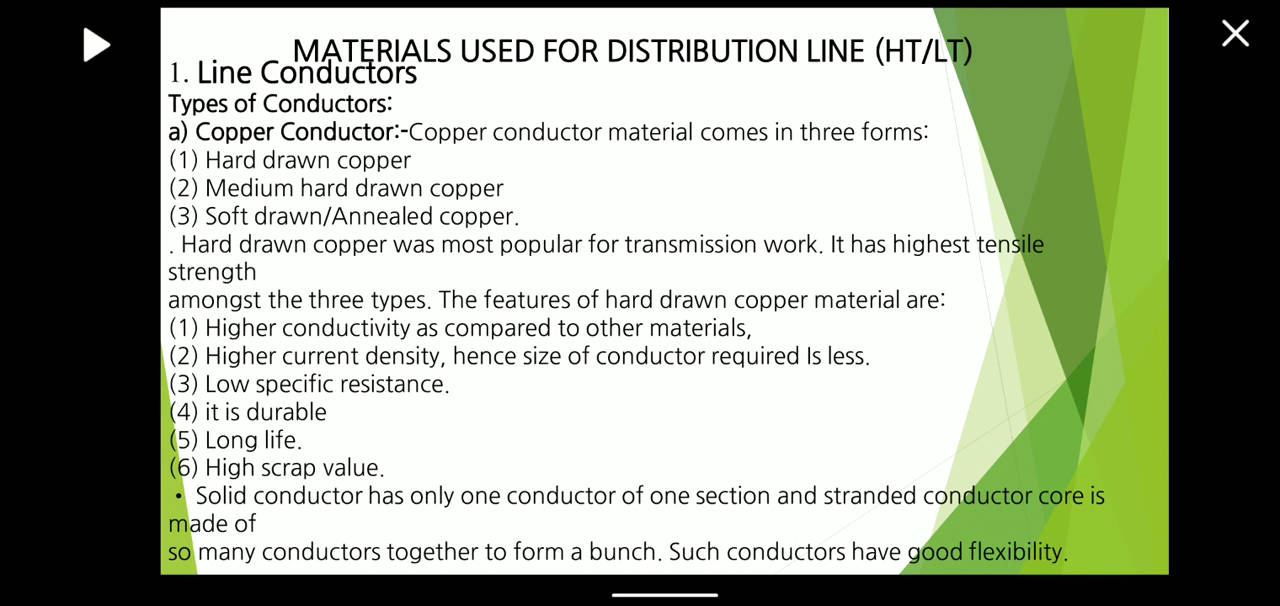 MATERIALS USED FOR DISTRIBUTION LINE (HT/LT)
1. Line Conductors
Types of Conductors:
a) Copper Conductor:-Copper conductor material comes in three forms:
(1) Hard drawn copper
(2) Medium hard drawn copper
(3) Soft drawn/Annealed copper.
. Hard drawn copper was most popular for transmission work. It has highest tensile
strength
amongst the three types. The features of hard drawn copper material are:
(1) Higher conductivity as compared to other materials,
(2) Higher current density, hence size of conductor required Is less.
(3) Low specific resistance.
(4) it is durable
(5) Long life.
(6) High scrap value.
• Solid conductor has only one conductor of one section and stranded conductor core is
made of
so many conductors together to form a bunch. Such conductors have good flexibility.